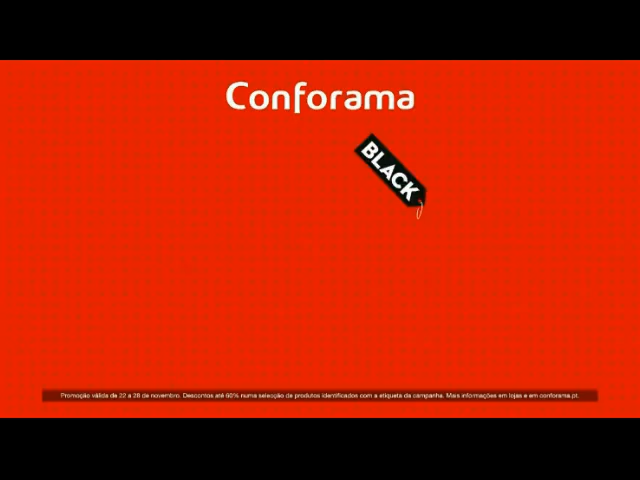 Conforama
BLACK
Promoção válida de 22 a 28 de novembro. Descontos até 60% numa selecção de produtos identificados com a etiqueta da campanha. Mais informações em lojas e em conforama.pt.